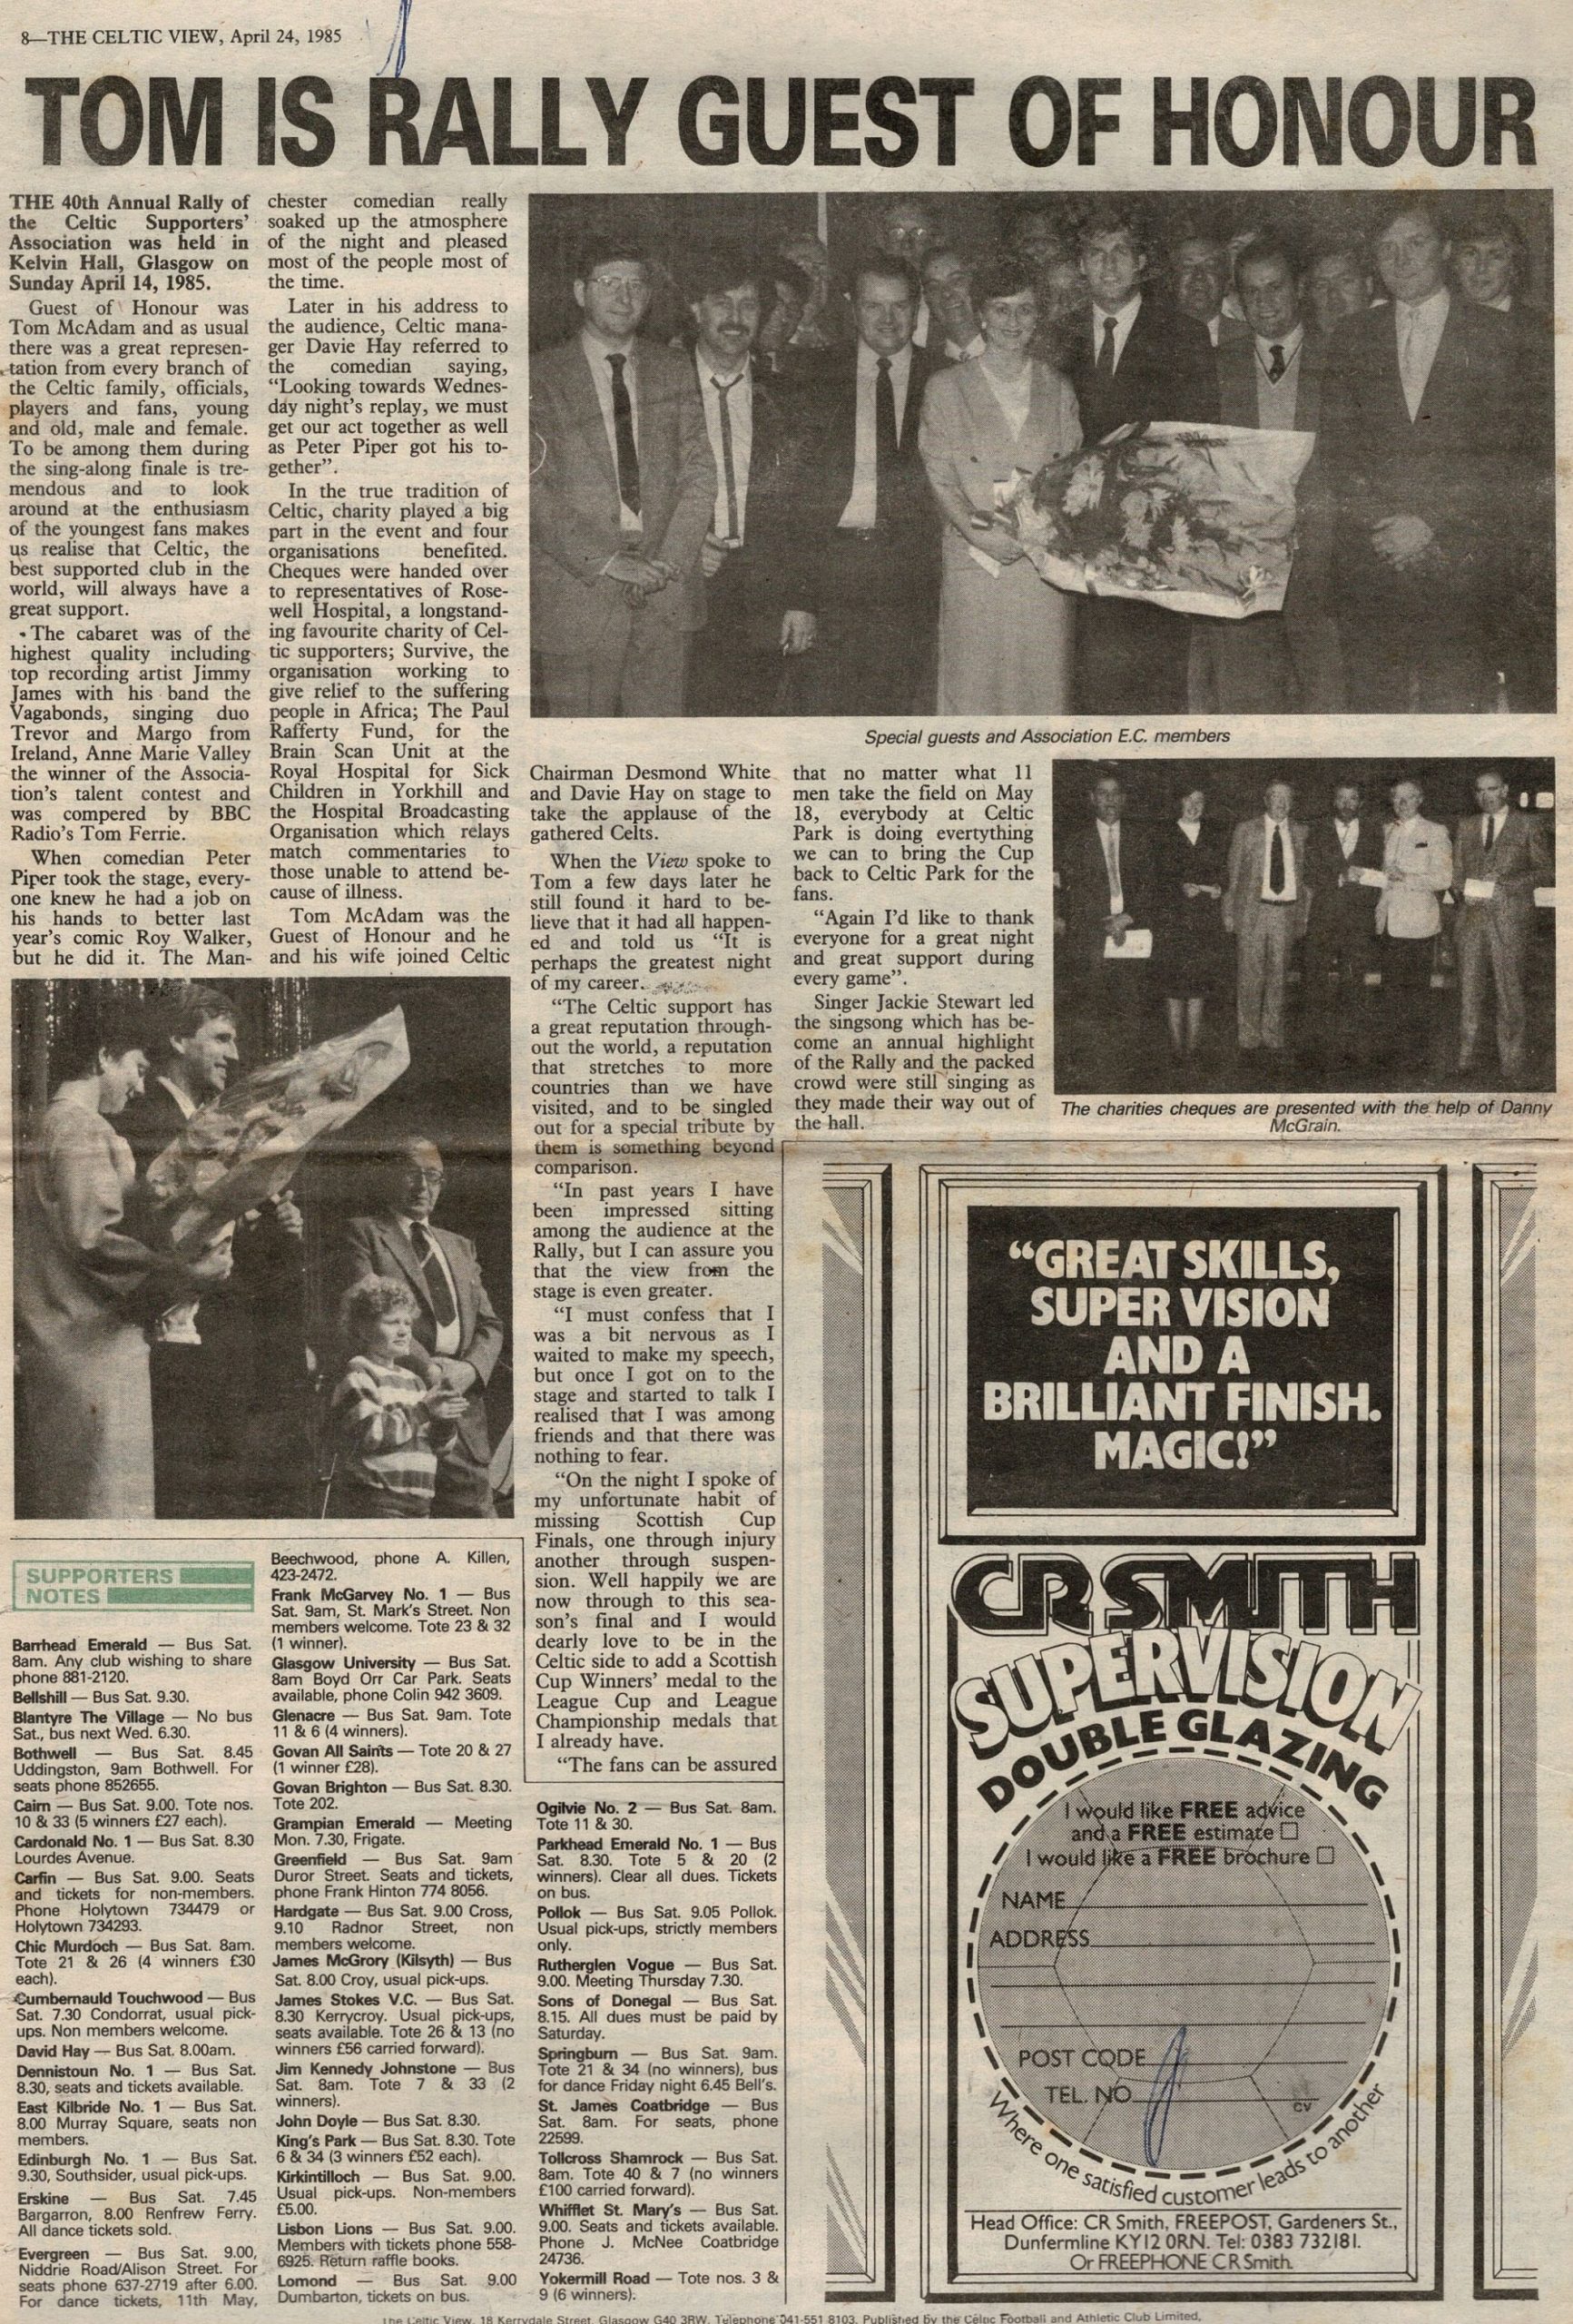 8—THE CELTIC VIEW, April 24, 1985
TOM IS RALLY GUEST OF HONOUR
THE 40th Annual Rally of
the Celtic Supporters'
Association was held in
Kelvin Hall, Glasgow on
Sunday April 14, 1985.
Guest of Honour was
Tom McAdam and as usual
there was a great represen-
tation from every branch of
the Celtic family, officials,
players and fans, young
and old, male and female.
To be among them during
the sing-along finale is tre-
mendous and to look
around at the enthusiasm
of the youngest fans makes
us realise that Celtic, the
best supported club in the
world, will always have a
great support.
The cabaret was of the
highest quality including
top recording artist Jimmy
James with his band the
Vagabonds, singing duo
Trevor and Margo from
Ireland, Anne Marie Valley
the winner of the Associa-
tion's talent contest and
was compered by BBC
Radio's Tom Ferrie.
When comedian Peter
Piper took the stage, every-
one knew he had a job on
his hands to better last
year's comic Roy Walker,
but he did it. The Man-
chester comedian really
soaked up the atmosphere
of the night and pleased
most of the people most of
the time.
Later in his address to
the audience, Celtic mana-
ger Davie Hay referred to
the comedian saying,
"Looking towards Wednes-
day night's replay, we must
get our act together as well
as Peter Piper got his to-
gether".
In the true tradition of
Celtic, charity played a big
part in the event and four
organisations benefited.
Cheques were handed over
to representatives of Rose-
well Hospital, a longstand-
ing favourite charity of Cel-
tic supporters; Survive, the
organisation working to
give relief to the suffering
people in Africa; The Paul
Rafferty Fund, for the
Brain Scan Unit at the
Royal Hospital for Sick
Children in Yorkhill and
the Hospital Broadcasting
Organisation which relays
match commentaries to
those unable to attend be-
cause of illness.
Tom McAdam was the
Guest of Honour and he
and his wife joined Celtic
Special guests and Association E.C. members
Chairman Desmond White
and Davie Hay on stage to
take the applause of the
gathered Celts.
When the View spoke to
Tom a few days later he
still found it hard to be-
lieve that it had all happen-
ed and told us "It is
perhaps the greatest night
of my career.
"The Celtic support has
a great reputation through-
out the world, a reputation
that stretches to more
countries than we have
visited, and to be singled
out for a special tribute by
them is something beyond
comparison.
"In past years I have
been impressed sitting
among the audience at the
Rally, but I can assure you
that the view from the
stage is even greater.
"I must confess that I
was a bit nervous as I
waited to make my speech,
but once I got on to the
stage and started to talk I
realised that I was among
friends and that there was
nothing to fear.
"On the night I spoke of
my unfortunate habit of
missing Scottish Cup
Finals, one through injury
another through suspen-
sion. Well happily we are
now through to this sea-
son's final and I would
dearly love to be in the
Celtic side to add a Scottish
Cup Winners' medal to the
League Cup and League
Championship medals that
I already have.
"The fans can be assured
that no matter what 11
men take the field on May
18, everybody at Celtic
Park is doing evertything
we can to bring the Cup
back to Celtic Park for the
fans.
"Again I'd like to thank
everyone for a great night
and great support during
every game".
Singer Jackie Stewart led
the singsong which has be-
come an annual highlight
of the Rally and the packed
crowd were still singing as
they made their way out of
the hall.
The charities cheques are presented with the help of Danny
McGrain.
SUPPORTERS
NOTES
Barrhead Emerald — Bus Sat.
8am. Any club wishing to share
phone 881-2120.
Bellshill — Bus Sat. 9.30.
Blantyre The Village — No bus
Sat., bus next Wed. 6.30.
Bothwell — Bus Sat. 8.45
Uddingston, 9am Bothwell. For
seats phone 852655.
Cairn — Bus Sat. 9.00. Tote nos.
10 & 33 (5 winners £27 each).
Cardonald No. 1 — Bus Sat. 8.30
Lourdes Avenue.
Carfin — Bus Sat. 9.00. Seats
and tickets for non-members.
Phone Holytown 734479 or
Holytown 734293.
Chic Murdoch — Bus Sat. 8am.
Tote 21 & 26 (4 winners £30
each).
Cumbernauld Touchwood — Bus
Sat. 7.30 Condorrat, usual pick-
ups. Non members welcome.
David Hay — Bus Sat. 8.00am.
Dennistoun No. 1 — Bus Sat.
8.30, seats and tickets available.
East Kilbride No. 1 — Bus Sat.
8.00 Murray Square, seats non
members.
Edinburgh No. 1 — Bus Sat.
9.30, Southsider, usual pick-ups.
Erskine — Bus Sat. 7.45
Bargarron, 8.00 Renfrew Ferry.
All dance tickets sold.
Evergreen — Bus Sat. 9.00,
Niddrie Road/Alison Street. For
seats phone 637-2719 after 6.00.
For dance tickets, 11th May,
Beechwood, phone A. Killen,
423-2472.
Frank McGarvey No. 1 — Bus
Sat. 9am, St. Mark's Street. Non
members welcome. Tote 23 & 32
(1 winner).
Glasgow University — Bus Sat.
8am Boyd Orr Car Park. Seats
available, phone Colin 942 3609.
Glenacre — Bus Sat. 9am. Tote
11 & 6 (4 winners).
Govan All Saints — Tote 20 & 27
(1 winner £28).
Govan Brighton — Bus Sat. 8.30.
Tote 202.
Grampian Emerald — Meeting
Mon. 7.30, Frigate.
Greenfield — Bus Sat. 9am
Duror Street. Seats and tickets,
phone Frank Hinton 774 8056.
Hardgate — Bus Sat. 9.00 Cross,
9.10 Radnor Street, non
members welcome.
James McGrory (Kilsyth) — Bus
Sat. 8.00 Croy, usual pick-ups.
James Stokes V.C. — Bus Sat.
8.30 Kerrycroy. Usual pick-ups,
seats available. Tote 26 & 13 (no
winners £56 carried forward).
Jim Kennedy Johnstone — Bus
Sat. 8am. Tote 7 & 33 (2
winners).
John Doyle — Bus Sat. 8.30.
King's Park — Bus Sat. 8.30. Tote
6 & 34 (3 winners £52 each).
Kirkintilloch — Bus Sat. 9.00.
Usual pick-ups. Non-members
£5.00.
Lisbon Lions — Bus Sat. 9.00.
Members with tickets phone 558-
6925. Return raffle books.
Lomond — Bus Sat. 9.00
Dumbarton, tickets on bus.
Ogilvie No. 2 — Bus Sat. 8am.
Tote 11 & 30.
Parkhead Emerald No. 1 — Bus
Sat. 8.30. Tote 5 & 20 (2
winners). Clear all dues. Tickets
on bus.
Pollok — Bus Sat. 9.05 Pollok.
Usual pick-ups, strictly members
only.
Rutherglen Vogue — Bus Sat.
9.00. Meeting Thursday 7.30.
Sons of Donegal — Bus Sat.
8.15. All dues must be paid by
Saturday.
Springburn — Bus Sat. 9am.
Tote 21 & 34 (no winners), bus
for dance Friday night 6.45 Bell's.
St. James Coatbridge — Bus
Sat. 8am. For seats, phone
22599.
Tollcross Shamrock — Bus Sat.
8am. Tote 40 & 7 (no winners
£100 carried forward).
Whifflet St. Mary's — Bus Sat.
9.00. Seats and tickets available.
Phone J. McNee Coatbridge
24736.
Yokermill Road — Tote nos. 3 &
9 (6 winners).
"GREAT SKILLS,
SUPER VISION
AND A
BRILLIANT FINISH.
MAGIC!"
CR SMITH
SUPERVISION
DOUBLE GLAZING
I would like FREE advice
and a FREE estimate
I would like a FREE brochure
NAME
ADDRESS
POST CODE
TEL. NO
CV
Where one satisfied customer leads to another
Head Office: CR Smith, FREEPOST, Gardeners St.,
Dunfermline KY12 0RN. Tel: 0383 732181.
Or FREEPHONE CR Smith.
The Celtic View, 18 Kerrydale Street, Glasgow G40 3RW. Telephone 041-551 8103. Published by the Celtic Football and Athletic Club Limited,